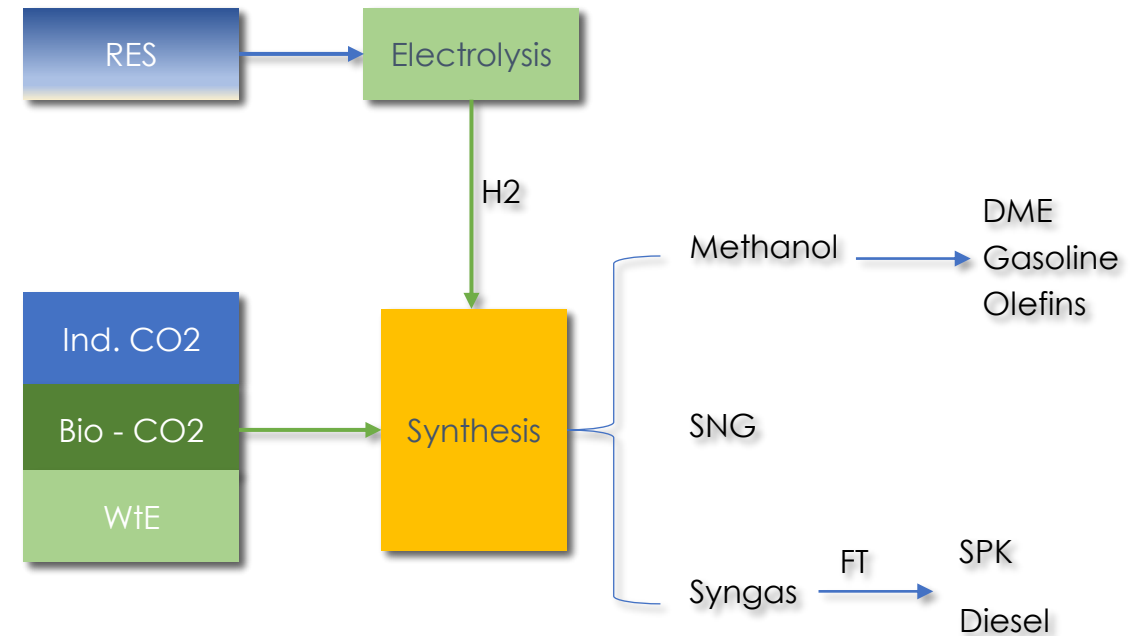 RES
Electrolysis
H2
Ind. CO2
Bio - CO2
WtE
Synthesis
Methanol
DME
Gasoline
Olefins
SNG
Syngas
FT
SPK
Diesel